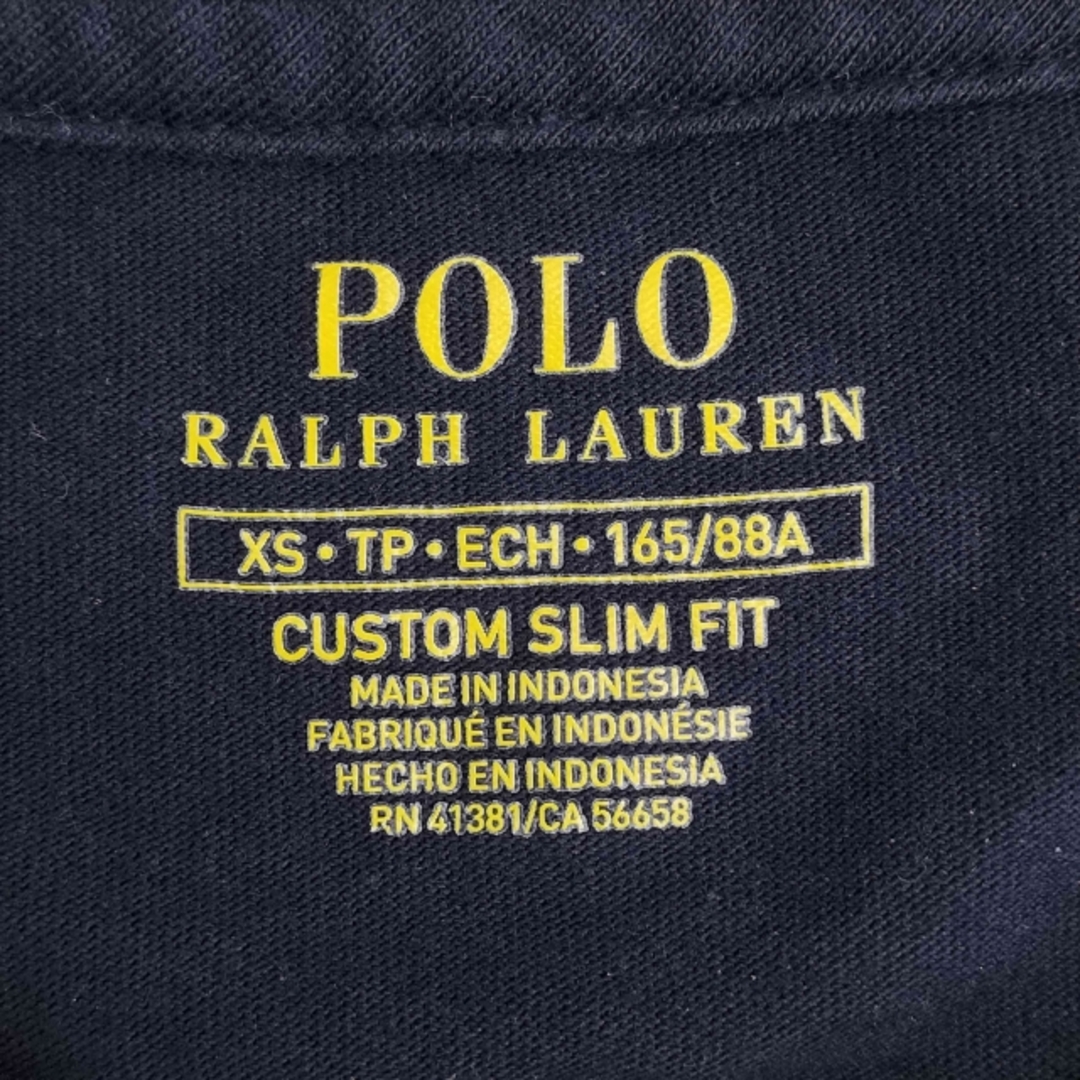 POLO
RALPH LAUREN
XS • TP • ECH • 165/88A
CUSTOM SLIM FIT
MADE IN INDONESIA
FABRIQUÉ EN INDONÉSIE
HECHO EN INDONESIA
RN 41381/CA 56658